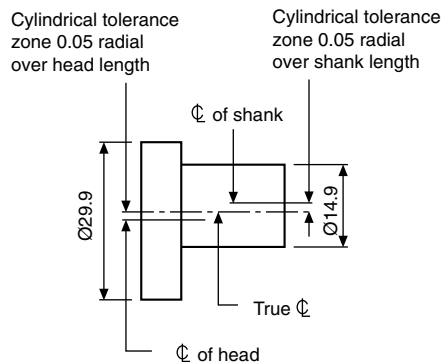 Cylindrical tolerance
zone 0.05 radial
over head length
Cylindrical tolerance
zone 0.05 radial
over shank length
℄ of shank
Ø29.9
Ø14.9
True ℄
℄ of head